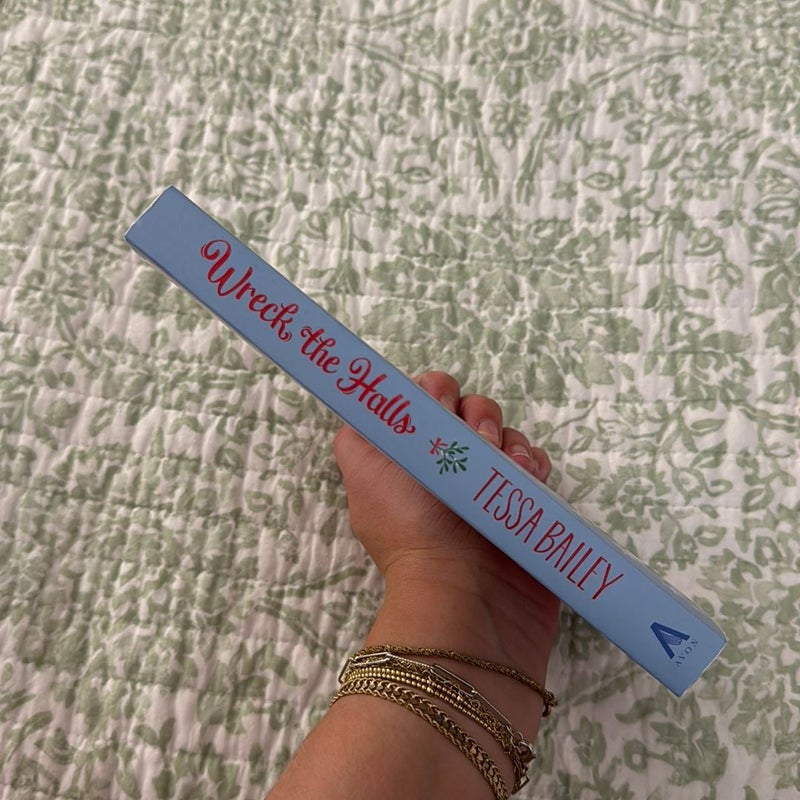 Wreck the Halls
TESSA BAILEY
AVON